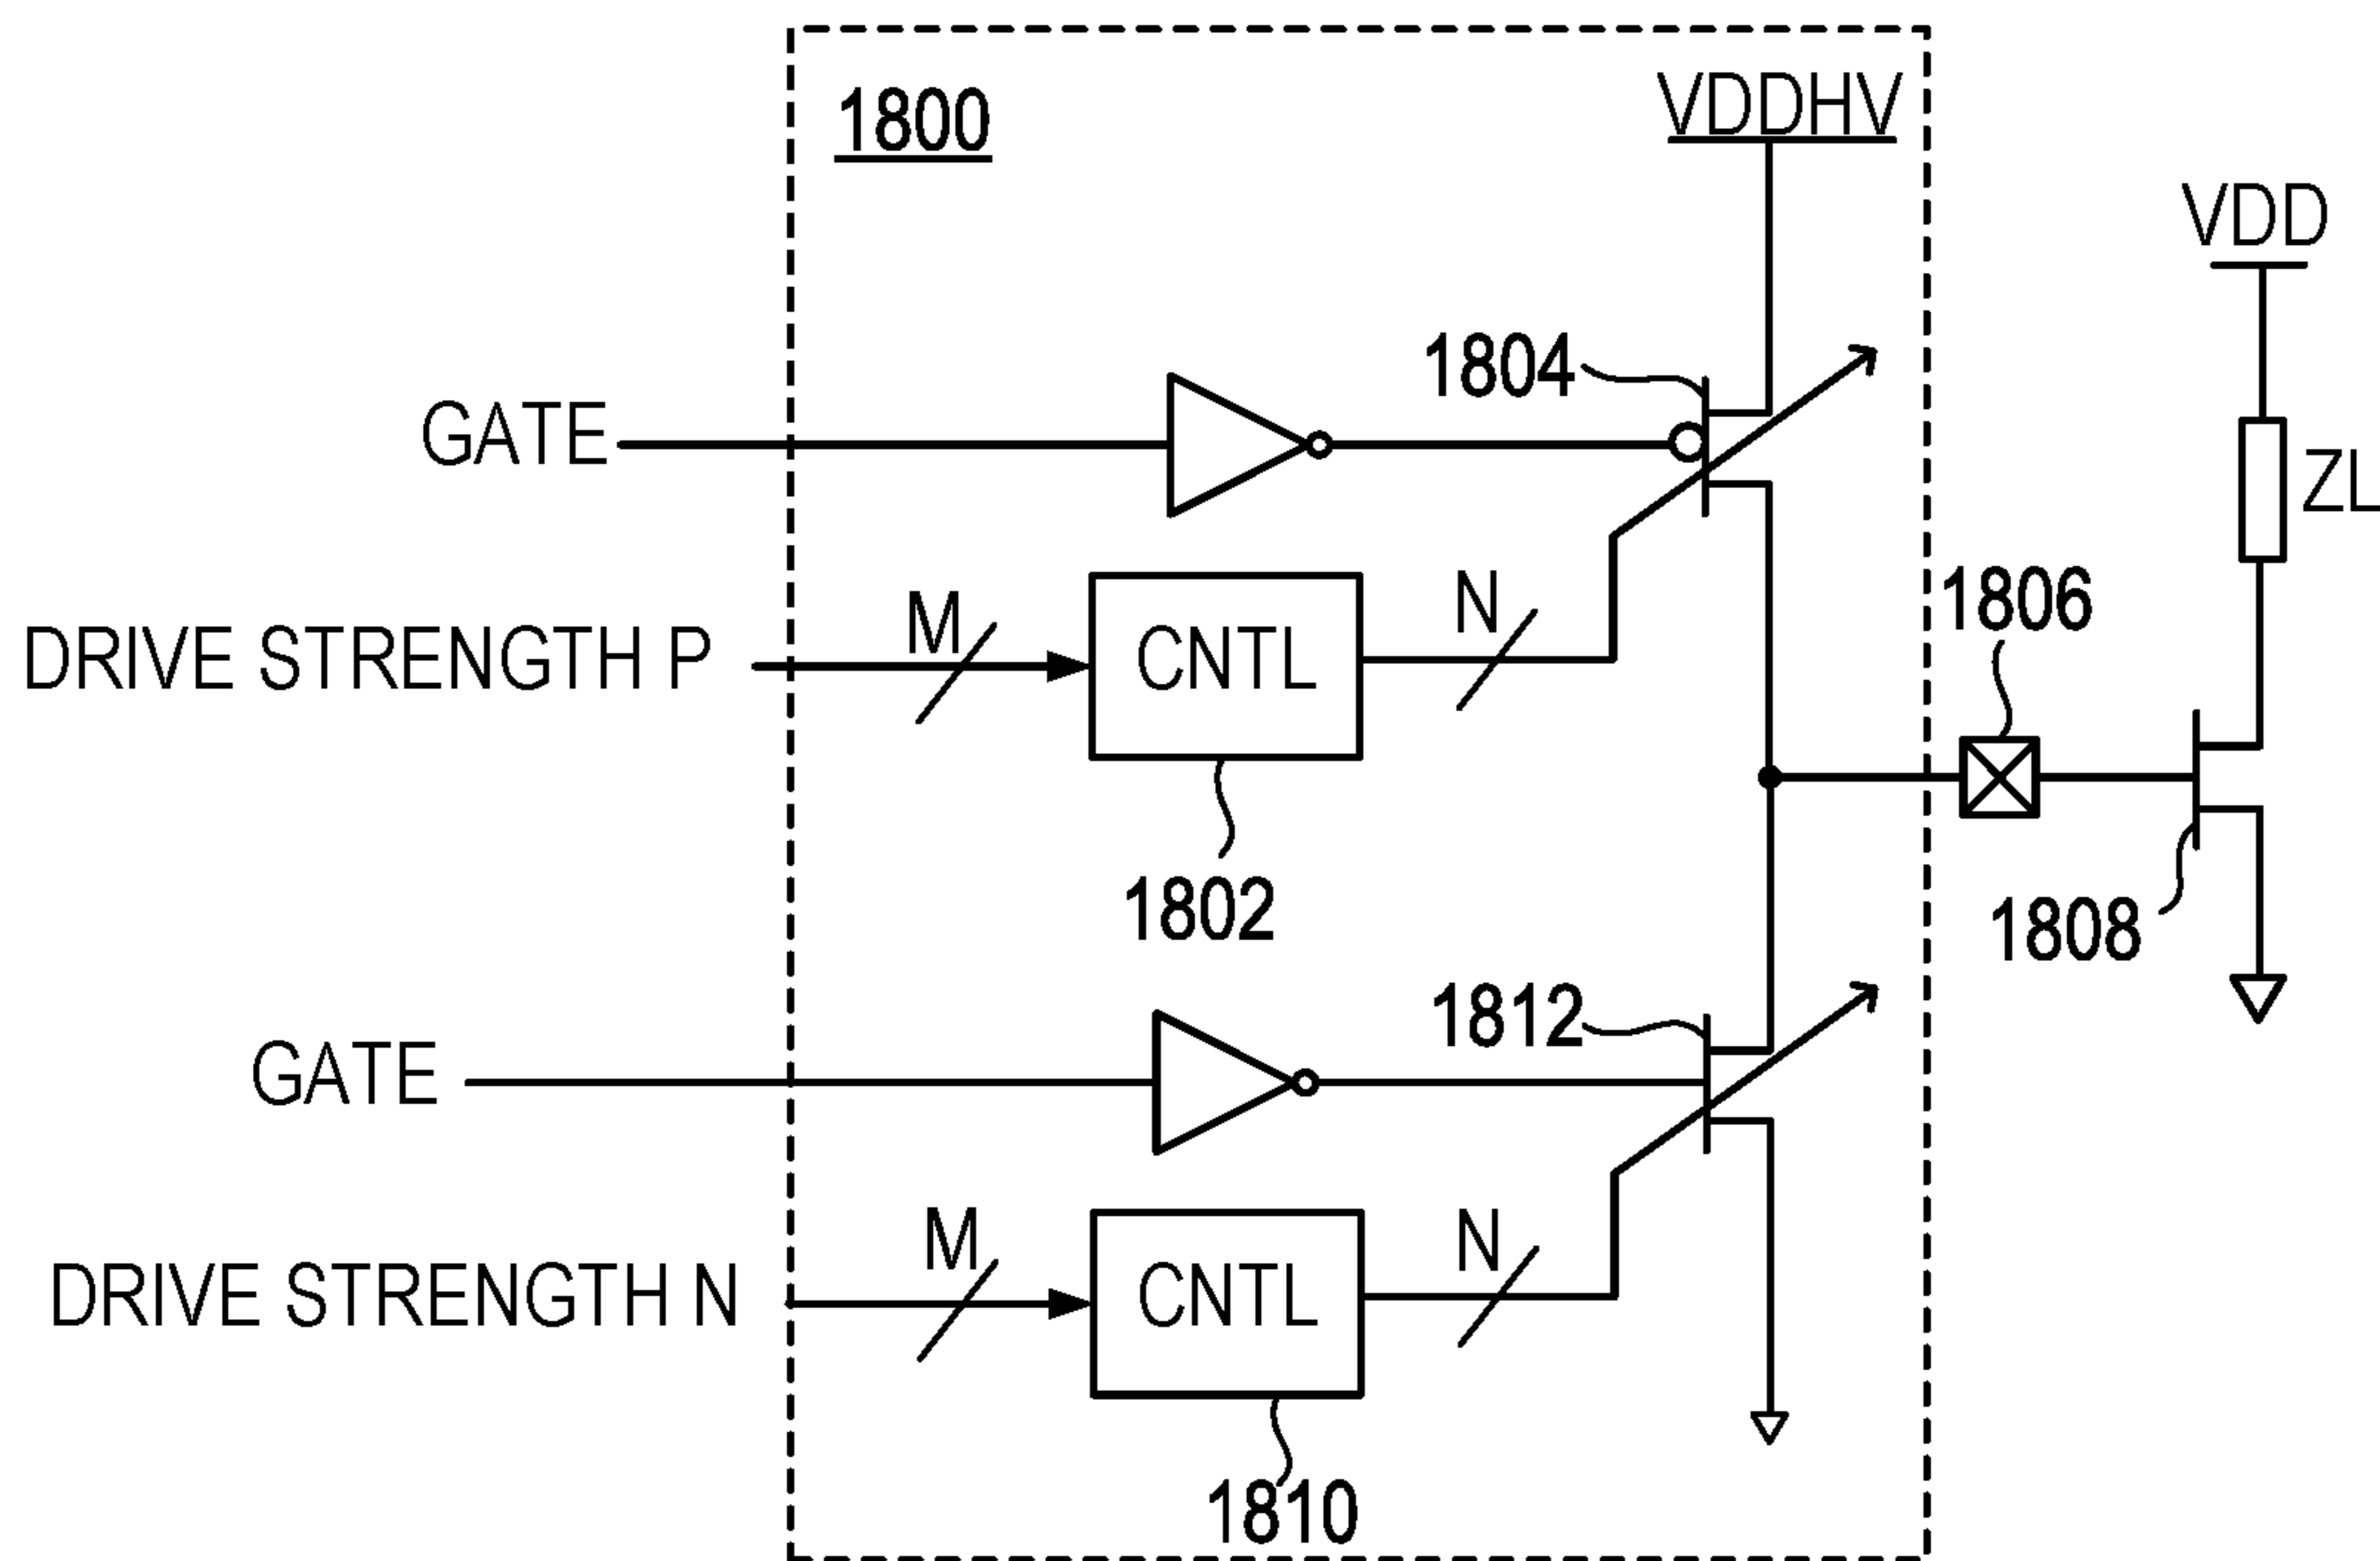 1800
VDDHV
VDD
1804
GATE
ZL
1806
M
N
DRIVE STRENGTH P
CNTL
1802
1808
1812
GATE
M
N
DRIVE STRENGTH N
CNTL
1810